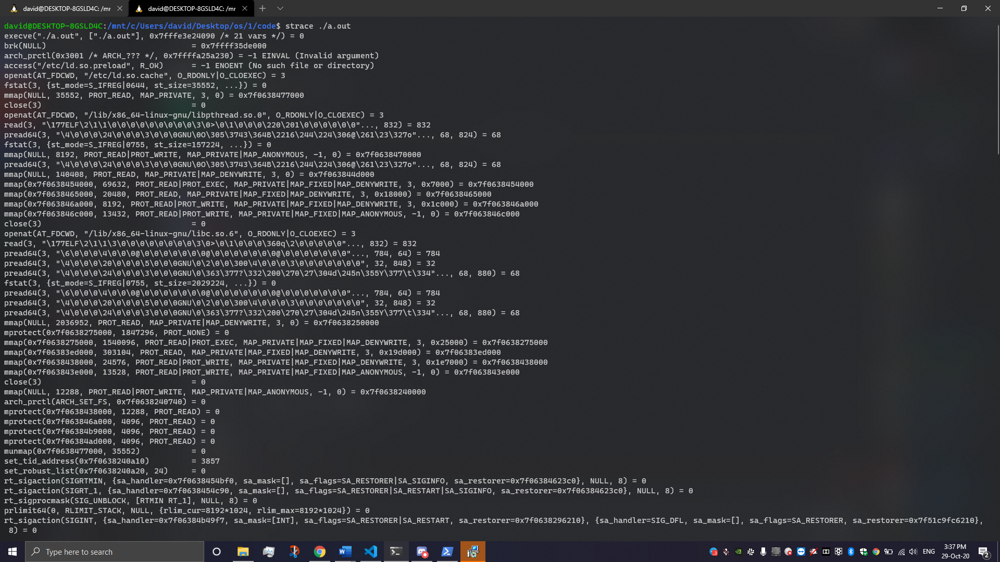 david@DESKTOP-8GSLD4C: /mr
david@DESKTOP-8GSLD4C: /mr
david@DESKTOP-8GSLD4C:/mnt/c/Users/david/Desktop/os/1/code$ strace ./a.out
execve("./a.out", ["./a.out"], 0x7fffe3e24090 /* 21 vars */) = 0
brk(NULL)                               = 0x7ffff35de000
arch_prctl(0x3001 /* ARCH_??? */, 0x7ffffa25a230) = -1 EINVAL (Invalid argument)
access("/etc/ld.so.preload", R_OK)      = -1 ENOENT (No such file or directory)
openat(AT_FDCWD, "/etc/ld.so.cache", O_RDONLY|O_CLOEXEC) = 3
fstat(3, {st_mode=S_IFREG|0644, st_size=35552, ...}) = 0
mmap(NULL, 35552, PROT_READ, MAP_PRIVATE, 3, 0) = 0x7f0638477000
close(3)                                = 0
openat(AT_FDCWD, "/lib/x86_64-linux-gnu/libpthread.so.0", O_RDONLY|O_CLOEXEC) = 3
read(3, "\177ELF\2\1\1\0\0\0\0\0\0\0\0\0\3\0>\0\1\0\0\0\220\201\0\0\0\0\0\0"..., 832) = 832
pread64(3, "\4\0\0\0\24\0\0\0\3\0\0\0GNU\0O\305\3743\364B\2216\244\224\306@\261\23\327o"..., 68, 824) = 68
fstat(3, {st_mode=S_IFREG|0755, st_size=157224, ...}) = 0
mmap(NULL, 8192, PROT_READ|PROT_WRITE, MAP_PRIVATE|MAP_ANONYMOUS, -1, 0) = 0x7f0638470000
pread64(3, "\4\0\0\0\24\0\0\0\3\0\0\0GNU\0O\305\3743\364B\2216\244\224\306@\261\23\327o"..., 68, 824) = 68
mmap(NULL, 140408, PROT_READ, MAP_PRIVATE|MAP_DENYWRITE, 3, 0) = 0x7f063844d000
mmap(0x7f0638454000, 69632, PROT_READ|PROT_EXEC, MAP_PRIVATE|MAP_FIXED|MAP_DENYWRITE, 3, 0x7000) = 0x7f0638454000
mmap(0x7f0638465000, 20480, PROT_READ, MAP_PRIVATE|MAP_FIXED|MAP_DENYWRITE, 3, 0x18000) = 0x7f0638465000
mmap(0x7f063846a000, 8192, PROT_READ|PROT_WRITE, MAP_PRIVATE|MAP_FIXED|MAP_DENYWRITE, 3, 0x1c000) = 0x7f063846a000
mmap(0x7f063846c000, 13432, PROT_READ|PROT_WRITE, MAP_PRIVATE|MAP_FIXED|MAP_ANONYMOUS, -1, 0) = 0x7f063846c000
close(3)                                = 0
openat(AT_FDCWD, "/lib/x86_64-linux-gnu/libc.so.6", O_RDONLY|O_CLOEXEC) = 3
read(3, "\177ELF\2\1\1\3\0\0\0\0\0\0\0\0\3\0>\0\1\0\0\0\360q\2\0\0\0\0\0"..., 832) = 832
pread64(3, "\6\0\0\0\4\0\0\0@\0\0\0\0\0\0\0@\0\0\0\0\0\0\0@\0\0\0\0\0\0\0"..., 784, 64) = 784
pread64(3, "\4\0\0\0\20\0\0\0\5\0\0\0GNU\0\2\0\0\300\4\0\0\0\3\0\0\0\0\0\0\0", 32, 848) = 32
pread64(3, "\4\0\0\0\24\0\0\0\3\0\0\0GNU\0\363\377?\332\200\270\27\304d\245n\355Y\377\t\334"..., 68, 880) = 68
fstat(3, {st_mode=S_IFREG|0755, st_size=2029224, ...}) = 0
pread64(3, "\6\0\0\0\4\0\0\0@\0\0\0\0\0\0\0@\0\0\0\0\0\0\0@\0\0\0\0\0\0\0"..., 784, 64) = 784
pread64(3, "\4\0\0\0\20\0\0\0\5\0\0\0GNU\0\2\0\0\300\4\0\0\0\3\0\0\0\0\0\0\0", 32, 848) = 32
pread64(3, "\4\0\0\0\24\0\0\0\3\0\0\0GNU\0\363\377?\332\200\270\27\304d\245n\355Y\377\t\334"..., 68, 880) = 68
mmap(NULL, 2036952, PROT_READ, MAP_PRIVATE|MAP_DENYWRITE, 3, 0) = 0x7f0638250000
mprotect(0x7f0638275000, 1847296, PROT_NONE) = 0
mmap(0x7f0638275000, 1540096, PROT_READ|PROT_EXEC, MAP_PRIVATE|MAP_FIXED|MAP_DENYWRITE, 3, 0x25000) = 0x7f0638275000
mmap(0x7f06383ed000, 303104, PROT_READ, MAP_PRIVATE|MAP_FIXED|MAP_DENYWRITE, 3, 0x19d000) = 0x7f06383ed000
mmap(0x7f0638438000, 24576, PROT_READ|PROT_WRITE, MAP_PRIVATE|MAP_FIXED|MAP_DENYWRITE, 3, 0x1e7000) = 0x7f0638438000
mmap(0x7f063843e000, 13528, PROT_READ|PROT_WRITE, MAP_PRIVATE|MAP_FIXED|MAP_ANONYMOUS, -1, 0) = 0x7f063843e000
close(3)                                = 0
mmap(NULL, 12288, PROT_READ|PROT_WRITE, MAP_PRIVATE|MAP_ANONYMOUS, -1, 0) = 0x7f0638240000
arch_prctl(ARCH_SET_FS, 0x7f0638240740) = 0
mprotect(0x7f0638438000, 12288, PROT_READ) = 0
mprotect(0x7f063846a000, 4096, PROT_READ) = 0
mprotect(0x7f06384b9000, 4096, PROT_READ) = 0
mprotect(0x7f06384ad000, 4096, PROT_READ) = 0
munmap(0x7f0638477000, 35552)           = 0
set_tid_address(0x7f0638240a10)         = 3857
set_robust_list(0x7f0638240a20, 24)     = 0
rt_sigaction(SIGRTMIN, {sa_handler=0x7f0638454bf0, sa_mask=[], sa_flags=SA_RESTORER|SA_SIGINFO, sa_restorer=0x7f06384623c0}, NULL, 8) = 0
rt_sigaction(SIGRT_1, {sa_handler=0x7f0638454c90, sa_mask=[], sa_flags=SA_RESTORER|SA_RESTART|SA_SIGINFO, sa_restorer=0x7f06384623c0}, NULL, 8) = 0
rt_sigprocmask(SIG_UNBLOCK, [RTMIN RT_1], NULL, 8) = 0
prlimit64(0, RLIMIT_STACK, NULL, {rlim_cur=8192*1024, rlim_max=8192*1024}) = 0
rt_sigaction(SIGINT, {sa_handler=0x7f06384b49f7, sa_mask=[INT], sa_flags=SA_RESTORER|SA_RESTART, sa_restorer=0x7f0638296210}, {sa_handler=SIG_DFL, sa_mask=[], sa_flags=SA_RESTORER, sa_restorer=0x7f51c9fc6210},
 8) = 0
Type here to search
ENG
3:37 PM
29-Oct-20
2